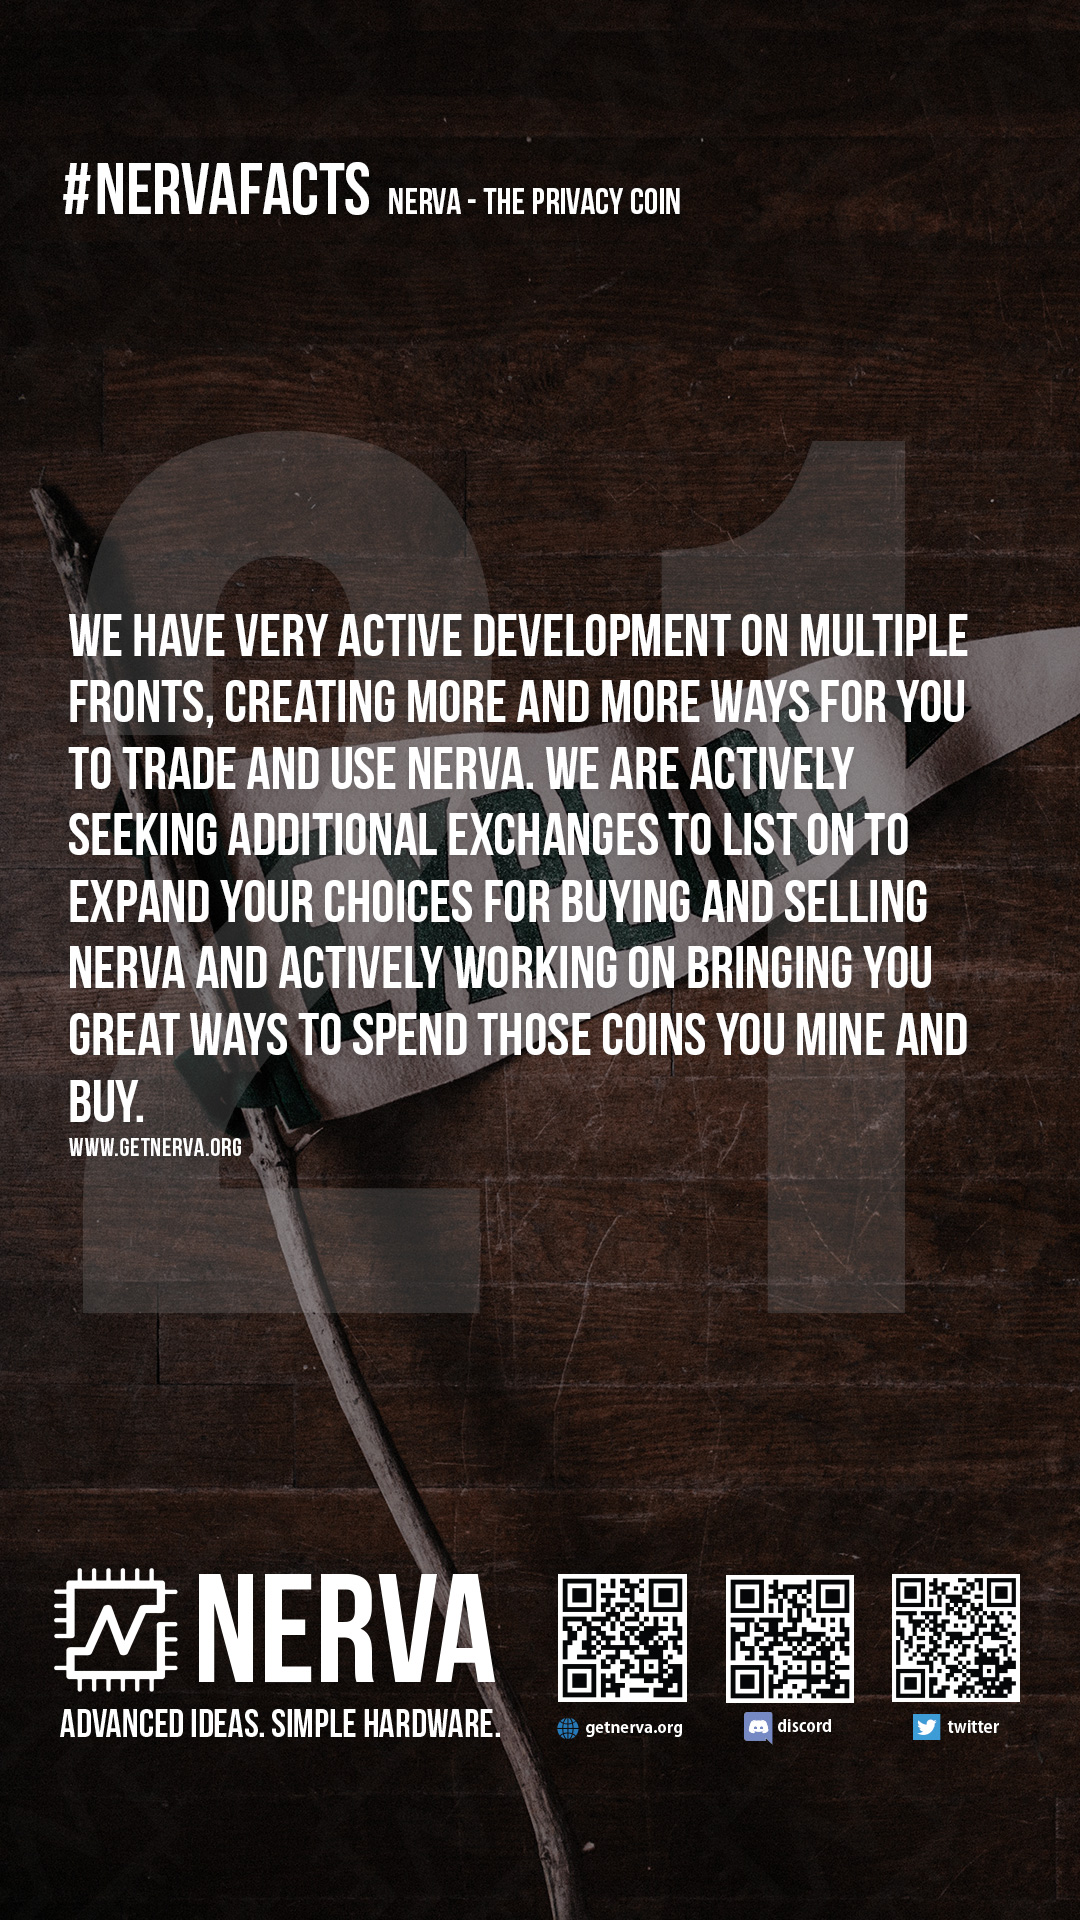 #NERVAFACTS NERVA - THE PRIVACY COIN
21
WE HAVE VERY ACTIVE DEVELOPMENT ON MULTIPLE
FRONTS, CREATING MORE AND MORE WAYS FOR YOU
TO TRADE AND USE NERVA. WE ARE ACTIVELY
SEEKING ADDITIONAL EXCHANGES TO LIST ON TO
EXPAND YOUR CHOICES FOR BUYING AND SELLING
NERVA AND ACTIVELY WORKING ON BRINGING YOU
GREAT WAYS TO SPEND THOSE COINS YOU MINE AND
BUY.
WWW.GETNERVA.ORG
EXPLORE
NERVA
ADVANCED IDEAS. SIMPLE HARDWARE.
getnerva.org
discord
twitter